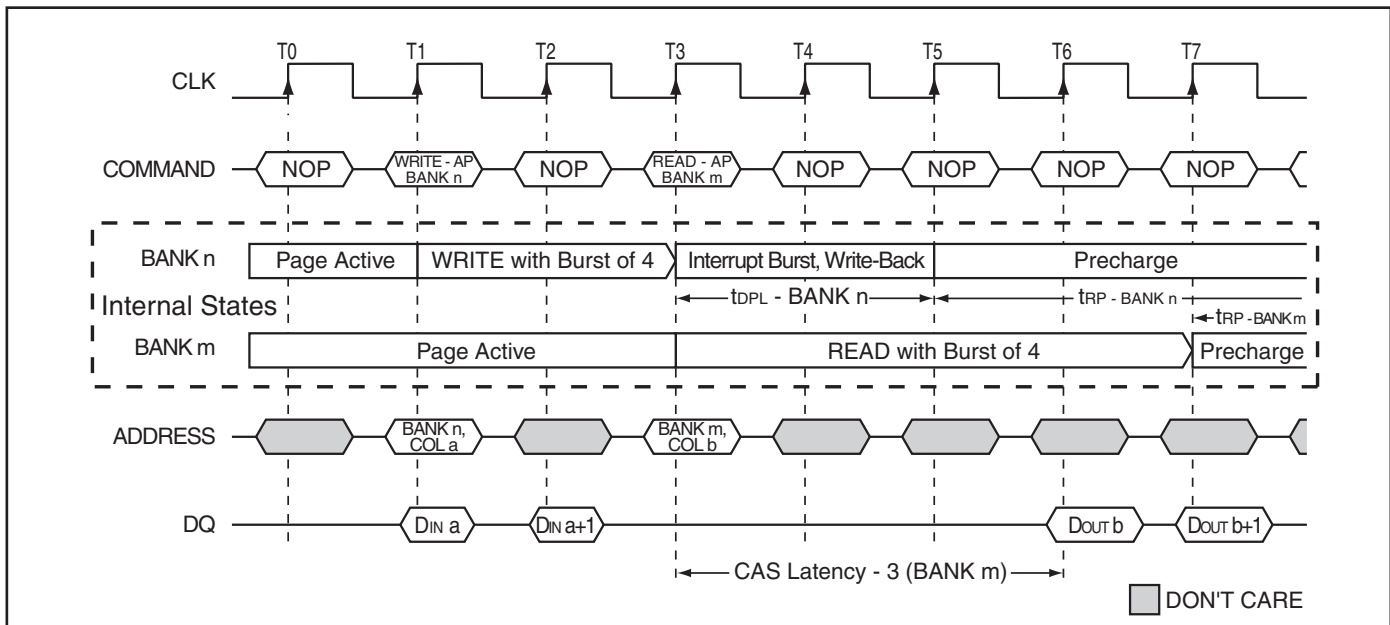 T0 T1 T2 T3 T4 T5 T6 T7
CLK
COMMAND NOP WRITE - AP BANK n NOP READ - AP BANK m NOP NOP NOP NOP
BANK n Page Active WRITE with Burst of 4 Interrupt Burst, Write-Back Precharge
Internal States tDPL - BANK n tRP - BANK n
tRP - BANK m
BANK m Page Active READ with Burst of 4 Precharge
ADDRESS BANK n, COL a BANK m, COL b
DQ DIN a DIN a+1 DOUT b DOUT b+1
CAS Latency - 3 (BANK m)
DON'T CARE